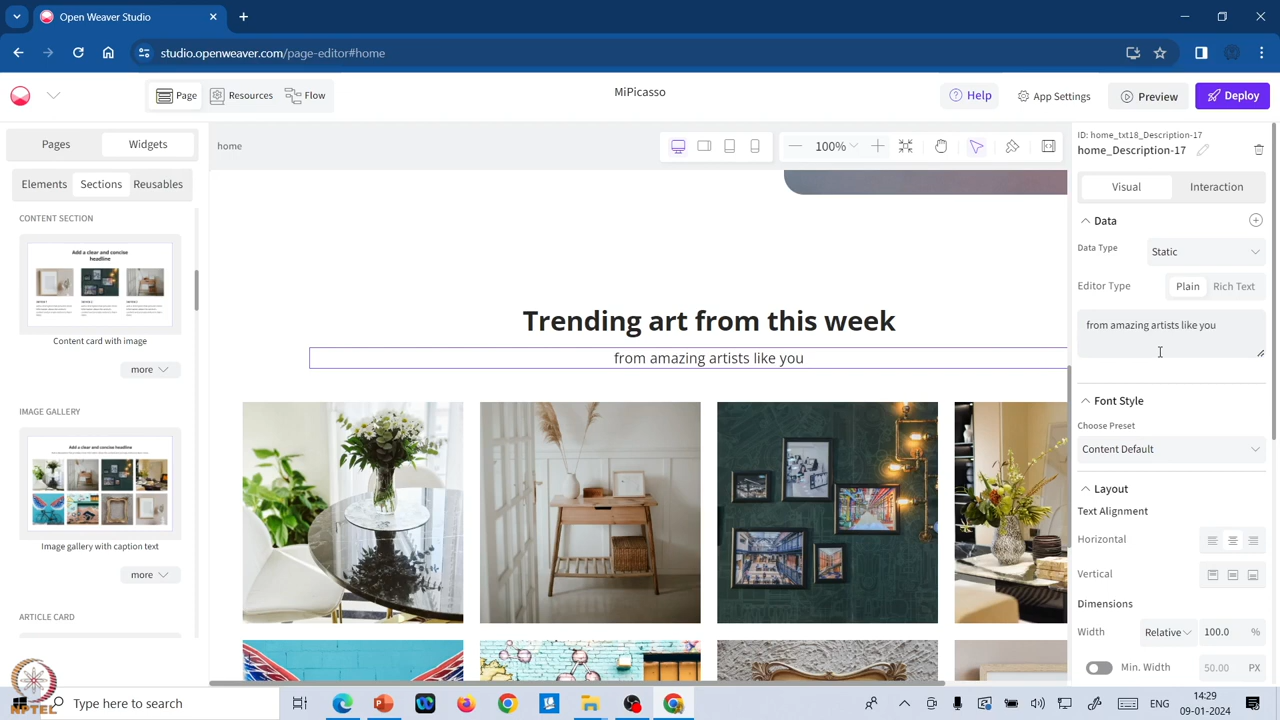 Open Weaver Studio
studio.openweaver.com/page-editor#home
Page
Resources
Flow
MiPicasso
Help
App Settings
Preview
Deploy
Pages
Widgets
home
100%
ID: home_txt18_Description-17
home_Description-17
Elements
Sections
Reusables
Visual
Interaction
CONTENT SECTION
Add a clear and concise
headline
Content card with image
more
IMAGE GALLERY
Add a clear and concise headline
Image gallery with caption text
more
ARTICLE CARD
Trending art from this week
from amazing artists like you
Data
Data Type
Static
Editor Type
Plain
Rich Text
from amazing artists like you
Font Style
Choose Preset
Content Default
Layout
Text Alignment
Horizontal
Vertical
Dimensions
Width
Relative
100.0
%
Min. Width
50.00
PX
NPTEL
Type here to search
ENG
14:29
09-01-2024